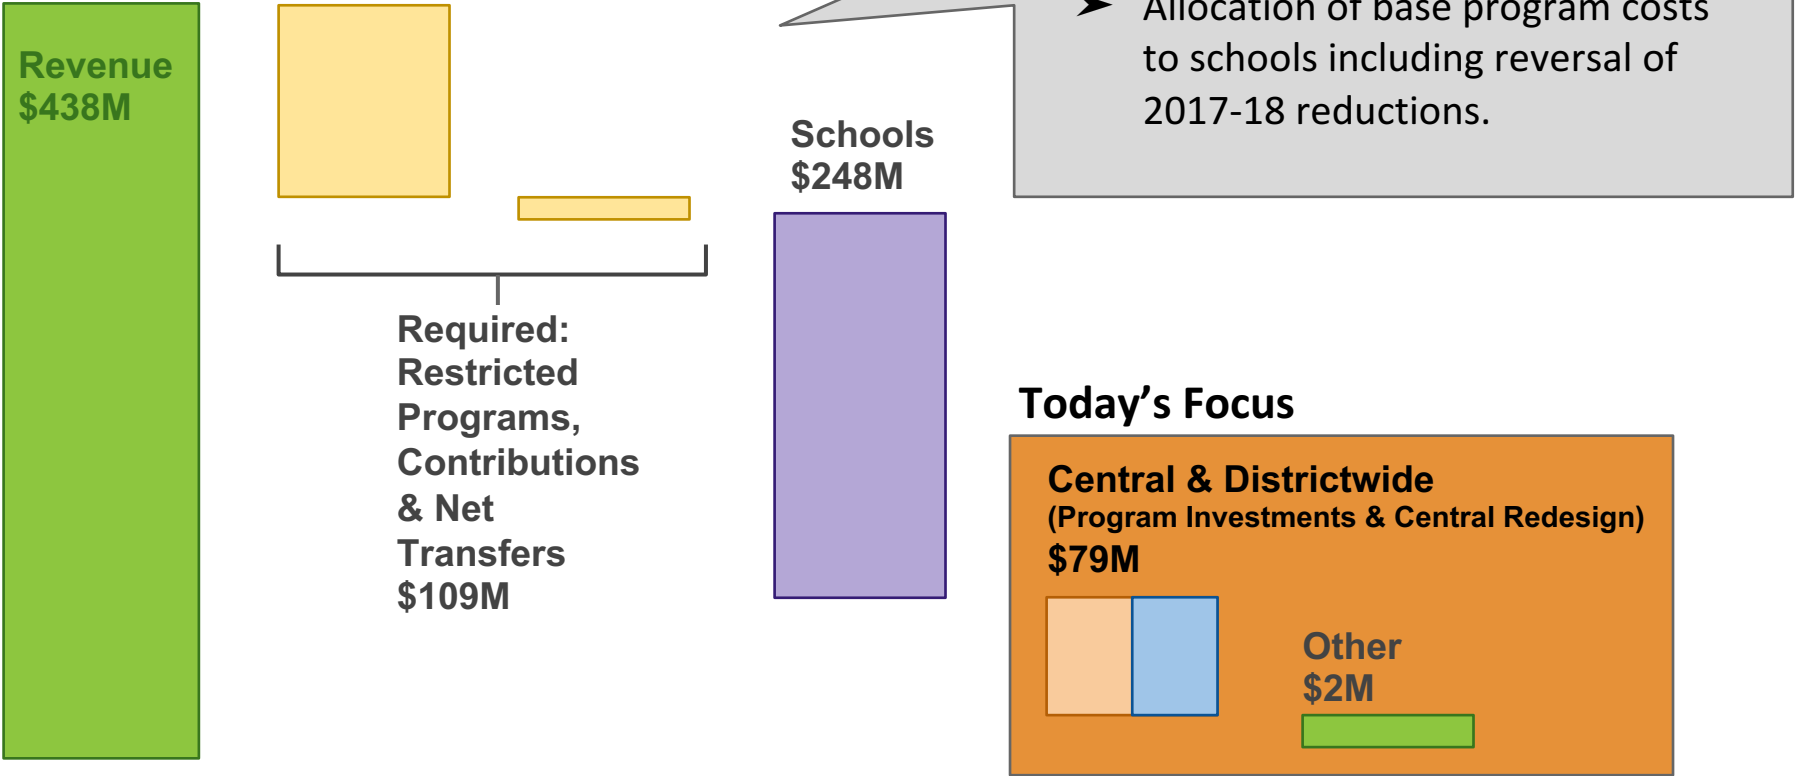 Revenue
$438M
Required:
Restricted
Programs,
Contributions
& Net
Transfers
$109M
Schools
$248M
➤ Allocation of base program costs
to schools including reversal of
2017-18 reductions.
Today’s Focus
Central & Districtwide
(Program Investments & Central Redesign)
$79M
Other
$2M